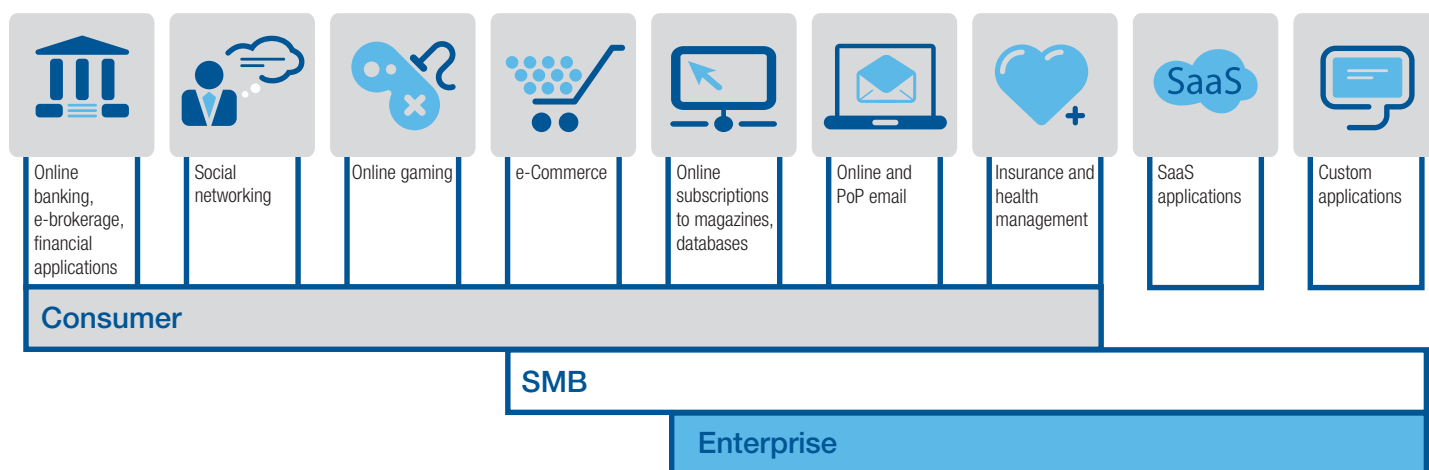 SaaS
Online
banking,
e-brokerage,
financial
applications
Social
networking
Online gaming
e-Commerce
Online
subscriptions
to magazines,
databases
Online and
PoP email
Insurance and
health
management
SaaS
applications
Custom
applications
Consumer
SMB
Enterprise